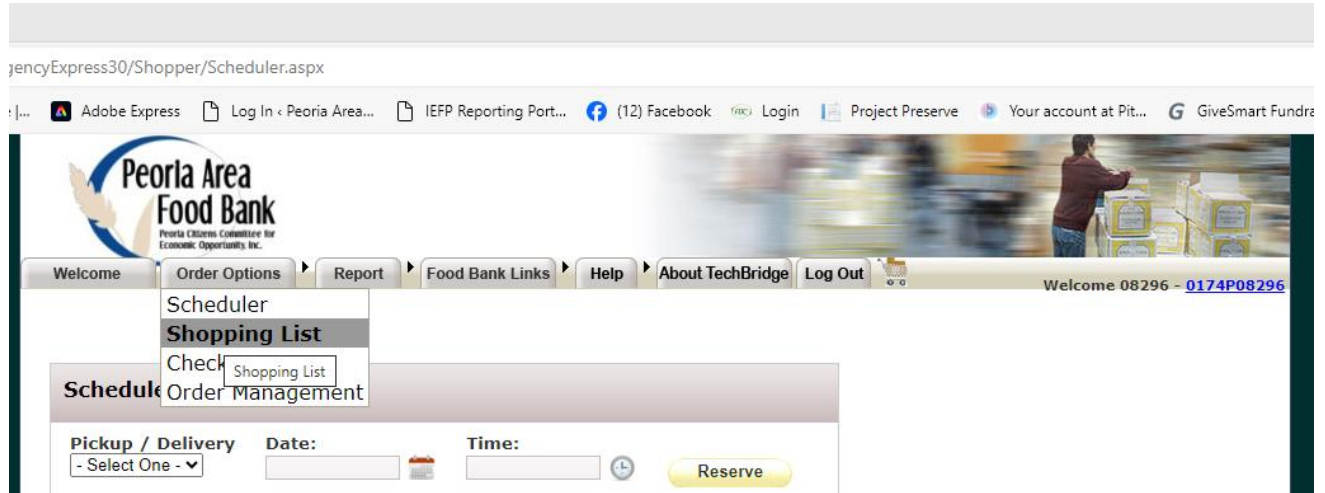 gencyExpress30/Shopper/Scheduler.aspx
|... Adobe Express Log In ‹ Peoria Area... IEFP Reporting Port... (12) Facebook Login Project Preserve Your account at Pit... GiveSmart Fundra
Peoria Area
Food Bank
Peoria Citizens Committee for
Economic Opportunity, Inc.
Welcome Order Options Report Food Bank Links Help About TechBridge Log Out
Welcome 08296 - 0174P08296
Scheduler
Shopping List
Check
Shopping List
Order Management
Schedule
Pickup / Delivery Date: Time:
- Select One - Reserve